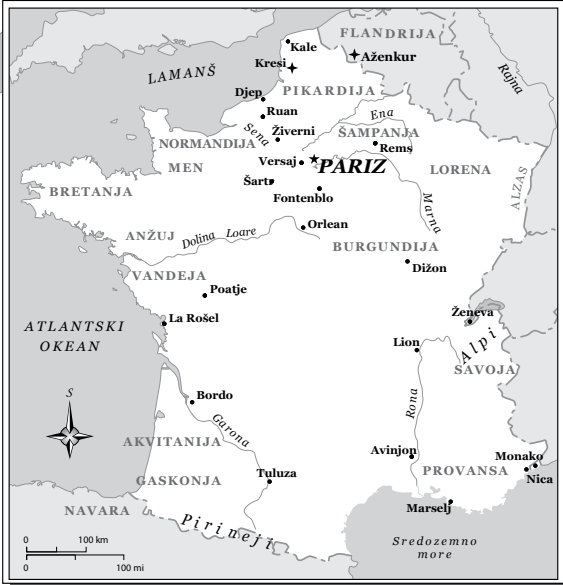 FLANDRIJA
Kale
Aženkur
Kresi
LAMANŠ
Rajna
Djep
PIKARDIJA
Ruan
Ena
Sena
Živerni
ŠAMPANJA
NORMANDIJA
Rems
Versaj
PARIZ
MEN
LORENA
Šartr
ALZAS
BRETANJA
Fontenblo
Marna
Orlean
ANŽUJ
Dolina Loare
BURGUNDIJA
Dižon
VANDEJA
Poatje
Ženeva
La Rošel
ATLANTSKI
OKEAN
Lion
Alpi
SAVOJA
S
Bordo
Rona
Garona
AKVITANIJA
Avinjon
Monako
PROVANSA
GASKONJA
Tuluza
Nica
Marselj
NAVARA
Pirineji
Sredozemno
more
0 100 km
0 100 mi